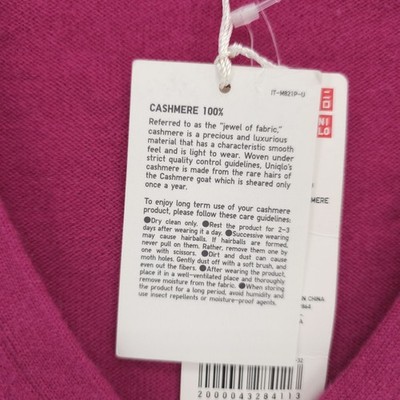 IT-M821P-U
CASHMERE 100%
Referred to as the "jewel of fabric,"
cashmere is a precious and luxurious
material that has a characteristic smooth
feel and is light to wear. Woven under
strict quality control guidelines, Uniqlo's
cashmere is made from the rare hairs of
the Cashmere goat which is sheared only
once a year.
To enjoy long term use of your cashmere
product, please follow these care guidelines:
●Dry clean only. ●Rest the product for 2–3
days after wearing if a day. ●Successive wearing
may cause hairballs. If hairballs are formed,
never pull on them. Rather, remove them one by
one with scissors. ●Dirt and dust can cause
moth holes. Gently dust off with a soft brush, and
even out the fibers. ●After wearing the product,
place it in a well-ventilated place and thoroughly
remove moisture from the fabric. ●When storing
the product for a long period, avoid humidity and
use insect repellents or moisture-proof agents.
UNI
QLO
MERE
CHINA
2000043284113